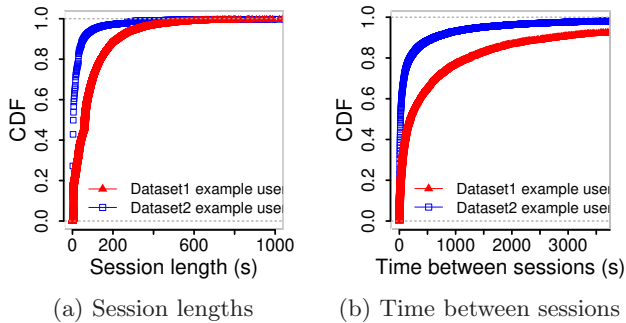 CDF
0.0 0.2 0.4 0.6 0.8 1.0
Dataset1 example user
Dataset2 example user
0 200 600 1000
Session length (s)
(a) Session lengths
CDF
0.0 0.2 0.4 0.6 0.8 1.0
Dataset1 example user
Dataset2 example user
0 1000 2000 3000
Time between sessions (s)
(b) Time between sessions